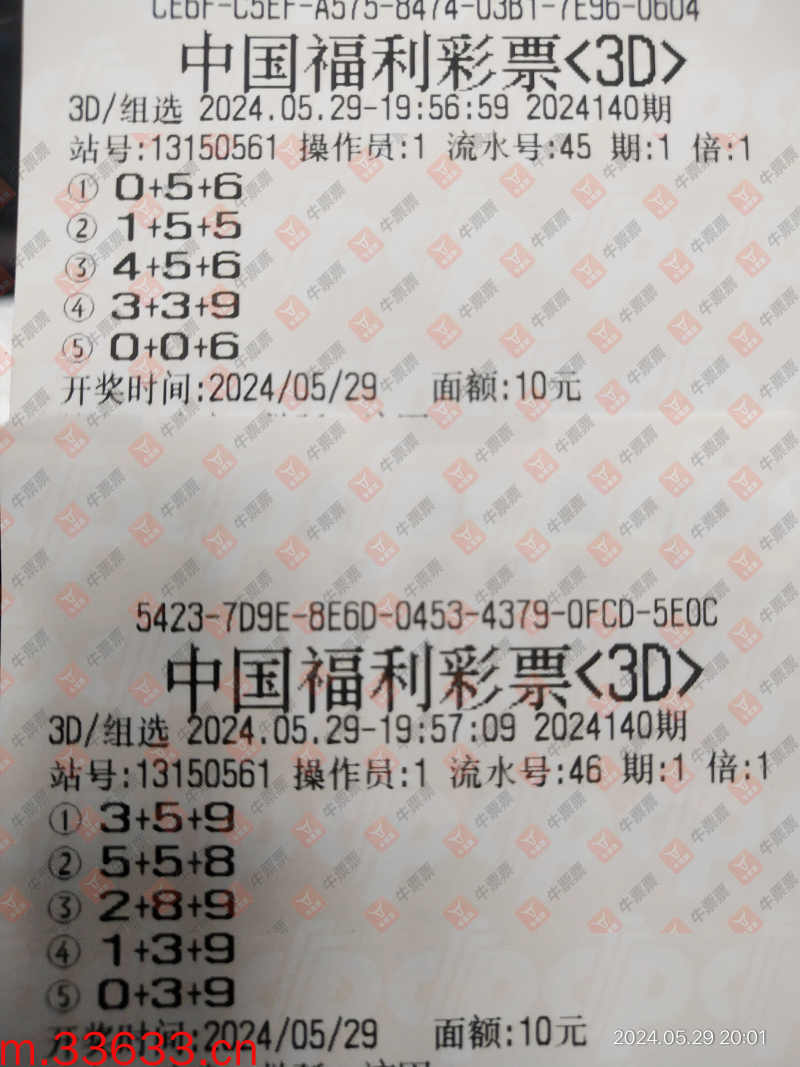 CE6F-C5EF-A575-8474-03B1-7E96-0604
中国福利彩票<3D>
3D/组选 2024.05.29-19:56:59 2024140期
站号:13150561 操作员:1 流水号:45 期:1 倍:1
① 0+5+6
② 1+5+5
③ 4+5+6
④ 3+3+9
⑤ 0+0+6
开奖时间:2024/05/29 面额:10元
5423-7D9E-8E6D-0453-4379-0FCD-5E0C
中国福利彩票<3D>
3D/组选 2024.05.29-19:57:09 2024140期
站号:13150561 操作员:1 流水号:46 期:1 倍:1
① 3+5+9
② 5+5+8
③ 2+8+9
④ 1+3+9
⑤ 0+3+9
开奖时间:2024/05/29 面额:10元
2024.05.29 20:01
m.33633.cn
牛票票